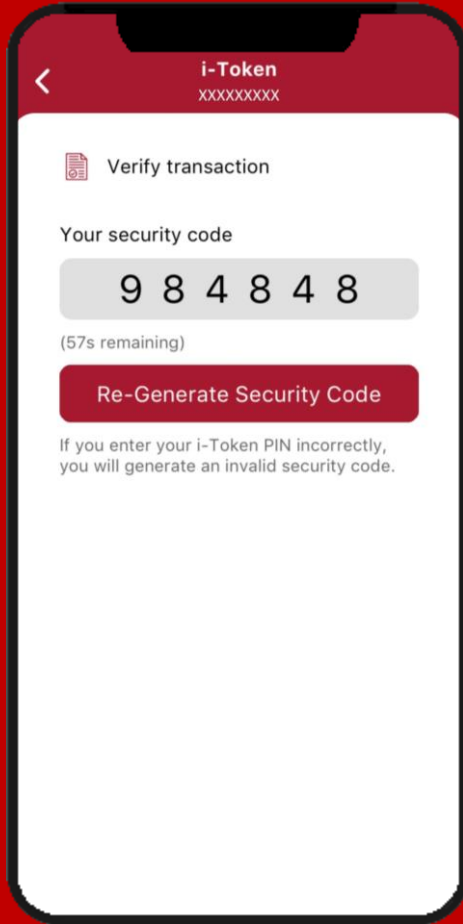 i-Token
XXXXXXXXX
Verify transaction
Your security code
9 8 4 8 4 8
(57s remaining)
Re-Generate Security Code
If you enter your i-Token PIN incorrectly,
you will generate an invalid security code.